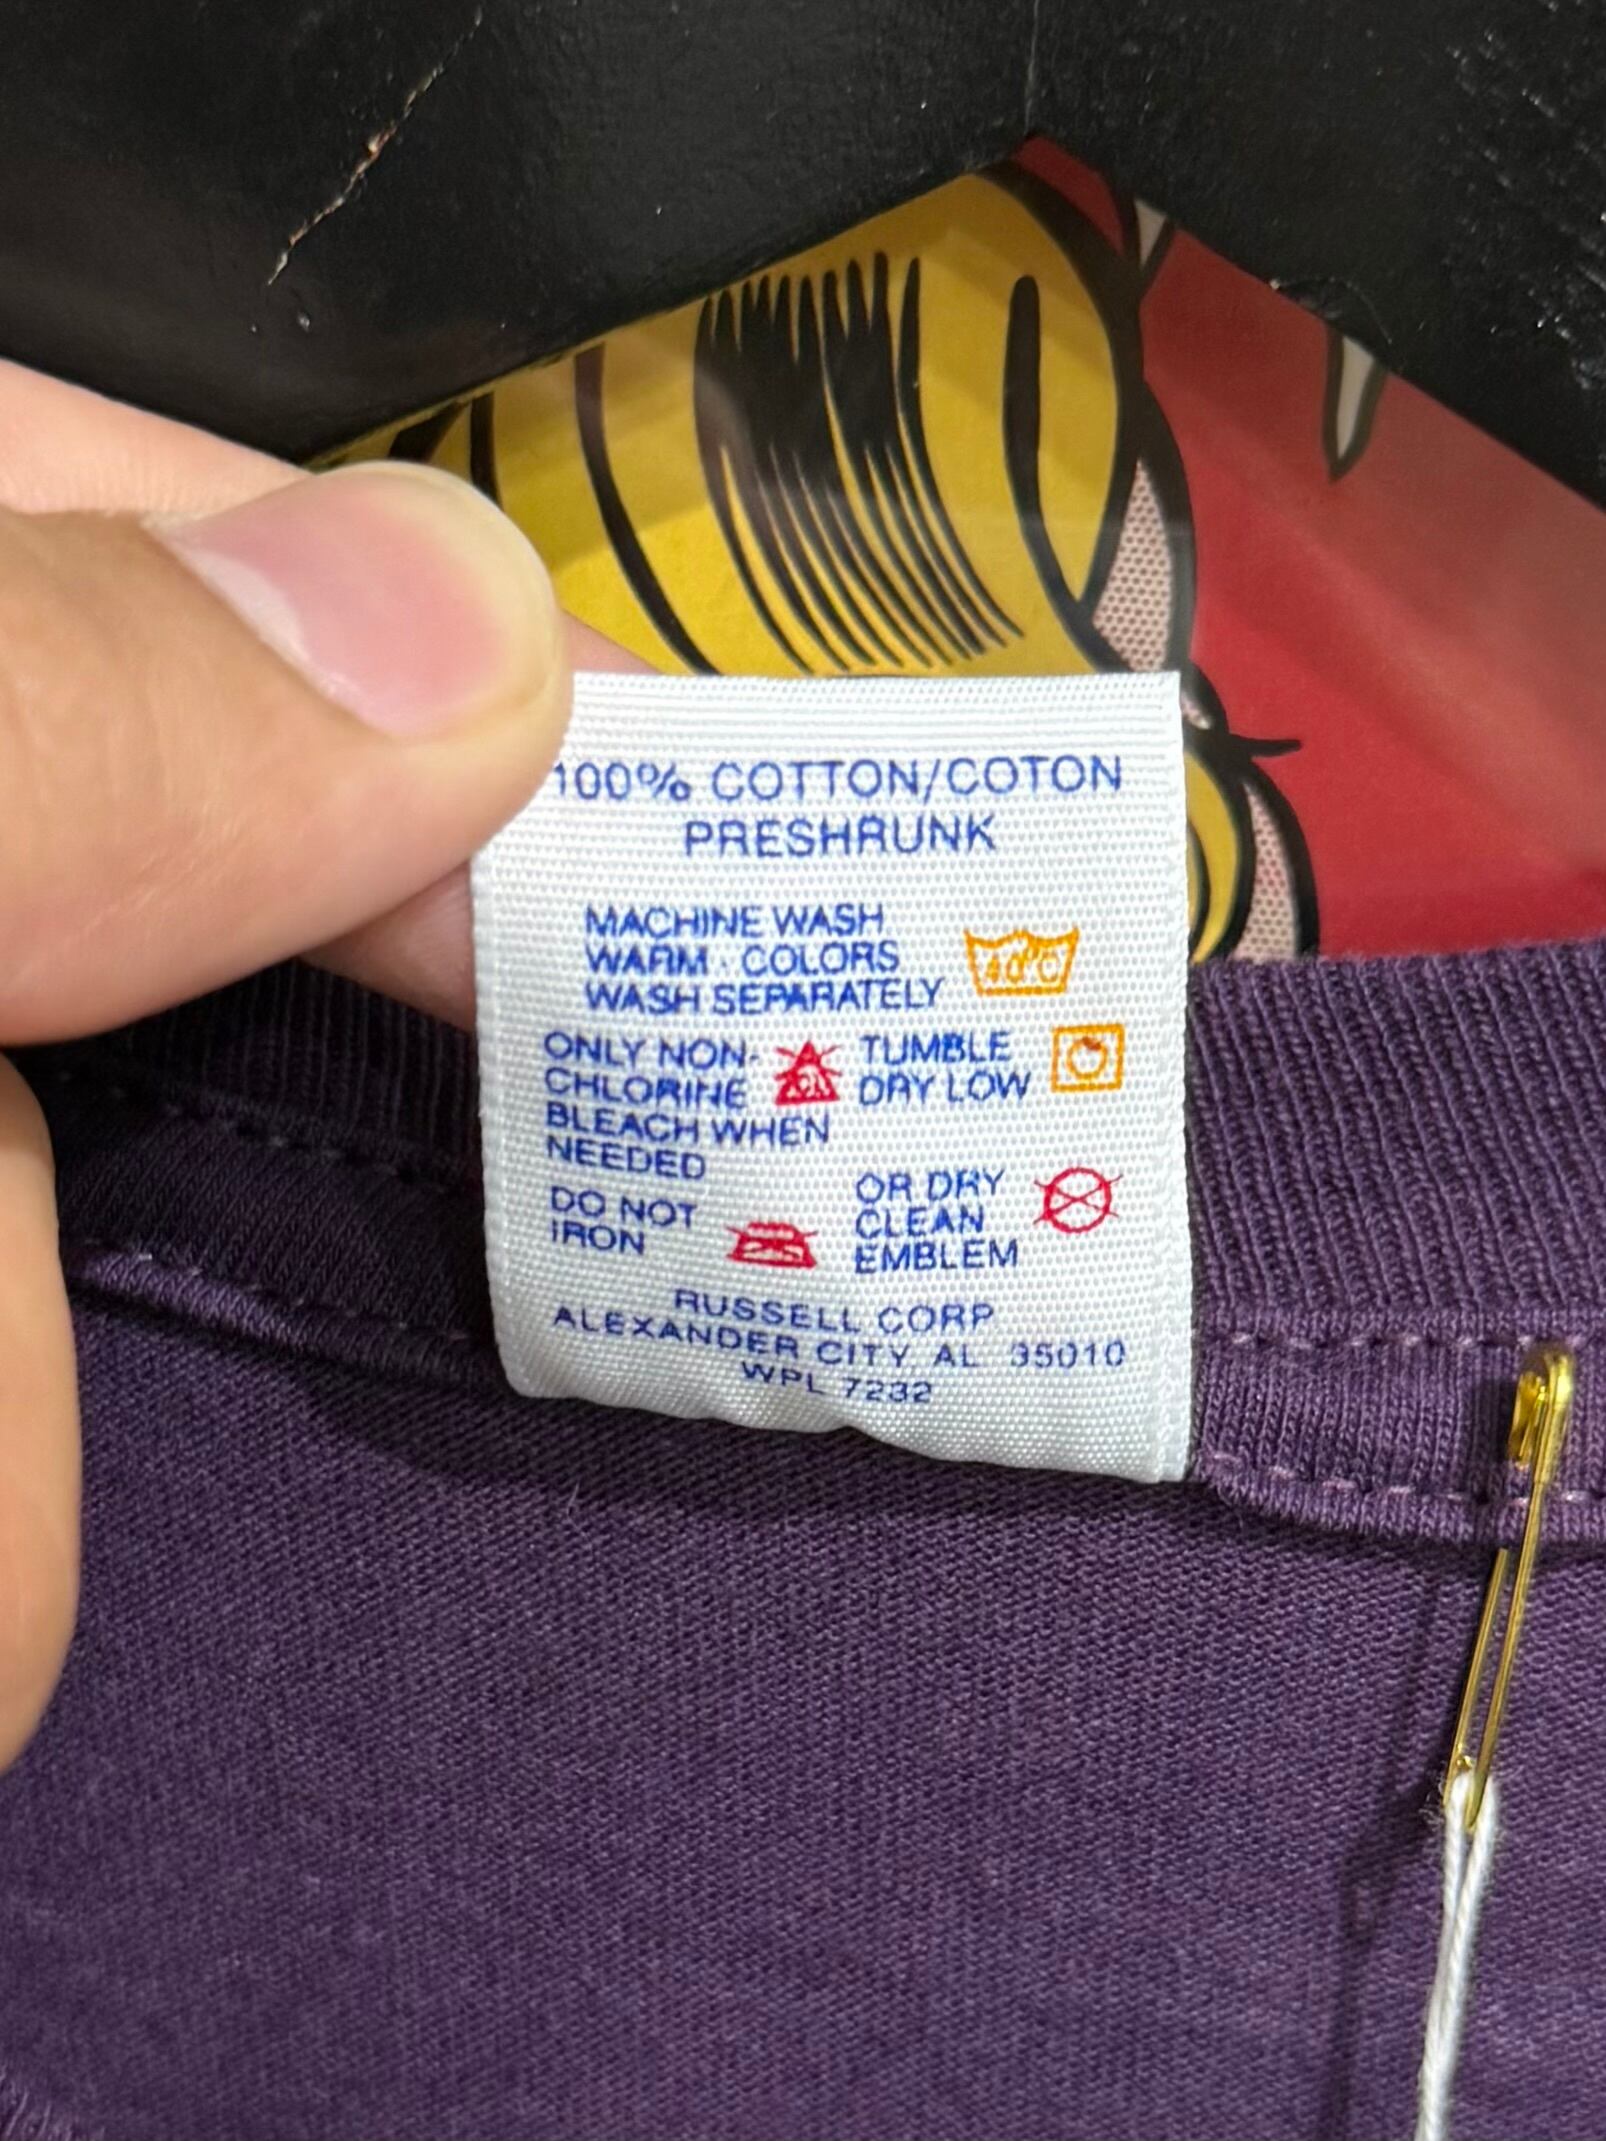 100% COTTON/COTON
PRESHRUNK
MACHINE WASH
WARM - COLORS
WASH SEPARATELY
40°C
ONLY NON-
CHLORINE
BLEACH WHEN
NEEDED
CL
TUMBLE
DRY LOW
DO NOT
IRON
OR DRY
CLEAN
EMBLEM
RUSSELL CORP
ALEXANDER CITY, AL 35010
WPL 7232